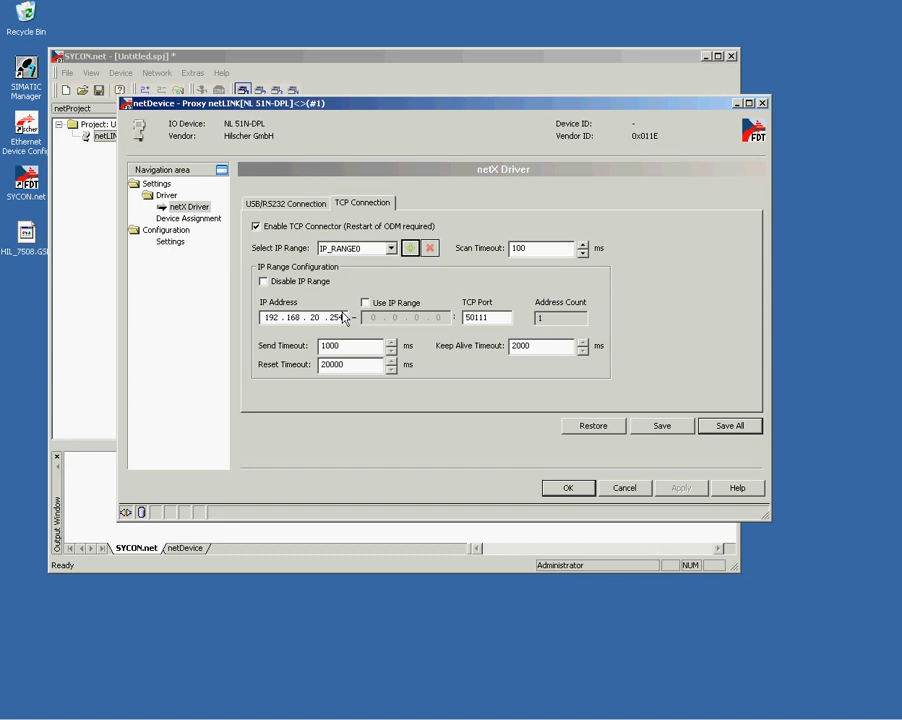 Recycle Bin
SYCON.net - [Untitled.spj] *
File View Device Network Extras Help
SIMATIC
Manager
netProject
netDevice - Proxy netLINK[NL 51N-DPL]<>(#1)
Project: U
netLIN
Ethernet
Device Confi
SYCON.net
HIL_7508.GS
IO Device: NL 51N-DPL Device ID: -
Vendor: Hilscher GmbH Vendor ID: 0x011E
FDT
Navigation area
netX Driver
Settings
Driver
netX Driver
Device Assignment
Configuration
Settings
USB/RS232 Connection TCP Connection
Enable TCP Connector (Restart of ODM required)
Select IP Range: IP_RANGE0 Scan Timeout: 100 ms
IP Range Configuration
Disable IP Range
IP Address Use IP Range TCP Port Address Count
192 . 168 . 20 . 254 - 0 . 0 . 0 . 0 : 50111 1
Send Timeout: 1000 ms Keep Alive Timeout: 2000 ms
Reset Timeout: 20000 ms
Restore Save Save All
OK Cancel Apply Help
Output Window
SYCON.net netDevice
Ready Administrator NUM